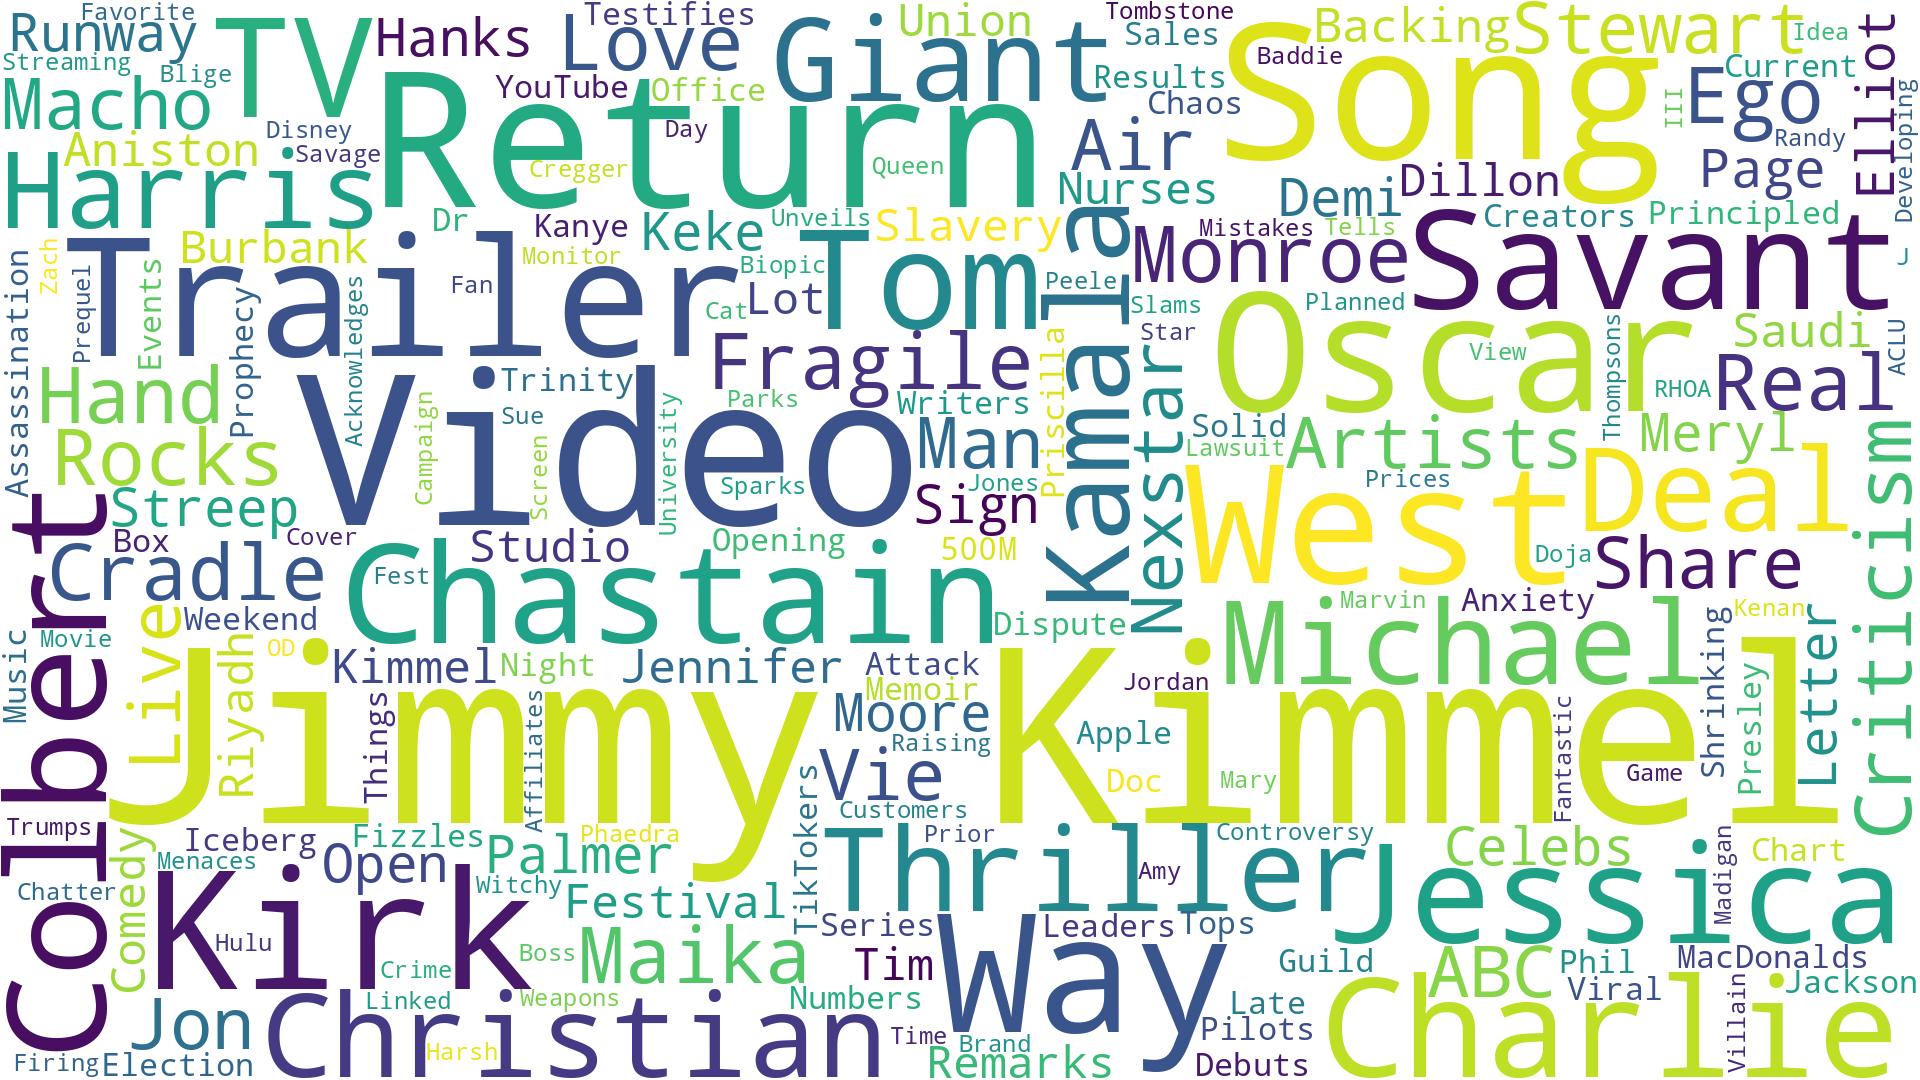 Favorite
Runway
Streaming
Blige
Macho
TV
Hanks
Testifies
Love
YouTube
Office
Giant
Union
Tombstone
Sales
Results
Chaos
Song
Baddie
Backing
Stewart
Idea
Current
Ego
III
Randy
Elliot
Developing
Aniston
Disney
Savage
Harris
Return
Day
Cregger
Queen
Air
Nurses
Page
Demi
Dillon
Creators
Principled
Dr
Kanye
Keke
Unveils
Slavery
Burbank
Zach
Trailer
Fan
Monitor
Biopic
Tom
Lot
Cat
Peele
Kamala
Monroe
Mistakes
Tells
Savant
J
Assassination
Prequel
Events
Prophecy
Acknowledges
Slams
Star
Planned
Oscar
View
Saudi
Thompsons
RHOA
Real
ACLU
Hand
Rocks
Streep
Video
Trinity
Sue
Campaign
Screen
University
Fragile
Parks
Writers
Man
Sparks
Jones
Priscilla
Sign
Nextstar
Solid
Lawsuit
Artists
Meryl
Prices
West
Deal
Doja
Share
Criticism
Box
Cover
Cradle
Studio
Opening
500M
Fest
Chastain
Dispute
Weekend
Colbert
Music
Movie
Live
Riyadh
OD
Kimmel
Night
Jennifer
Attack
Memoir
Moore
Raising
Jordan
Apple
Marvin
Anxiety
Michael
Kenan
Shrinking
Presley
Letter
Jimmy Kimmel
Things
Affiliates
Vie
Doc
Mary
Fantastic
Game
Customers
TikTokers
Trumps
Comedy
Iceberg
Fizzles
Phaedra
Menaces
Open
Palmer
Witchy
Thriller
Prior
Amy
Controversy
Celebs
Chart
Jessica
Madigan
Chatter
Kirk
Hulu
Festival
Boss
Maika
Crime
Series
Leaders
Tops
Tim
Way
Guild
ABC
Phil
MacDonalds
Viral
Jackson
Villain
Jon
Linked
Weapons
Numbers
Late
Christian
Harsh
Time
Brand
Pilots
Charlie
Firing
Election
Remarks
Debuts